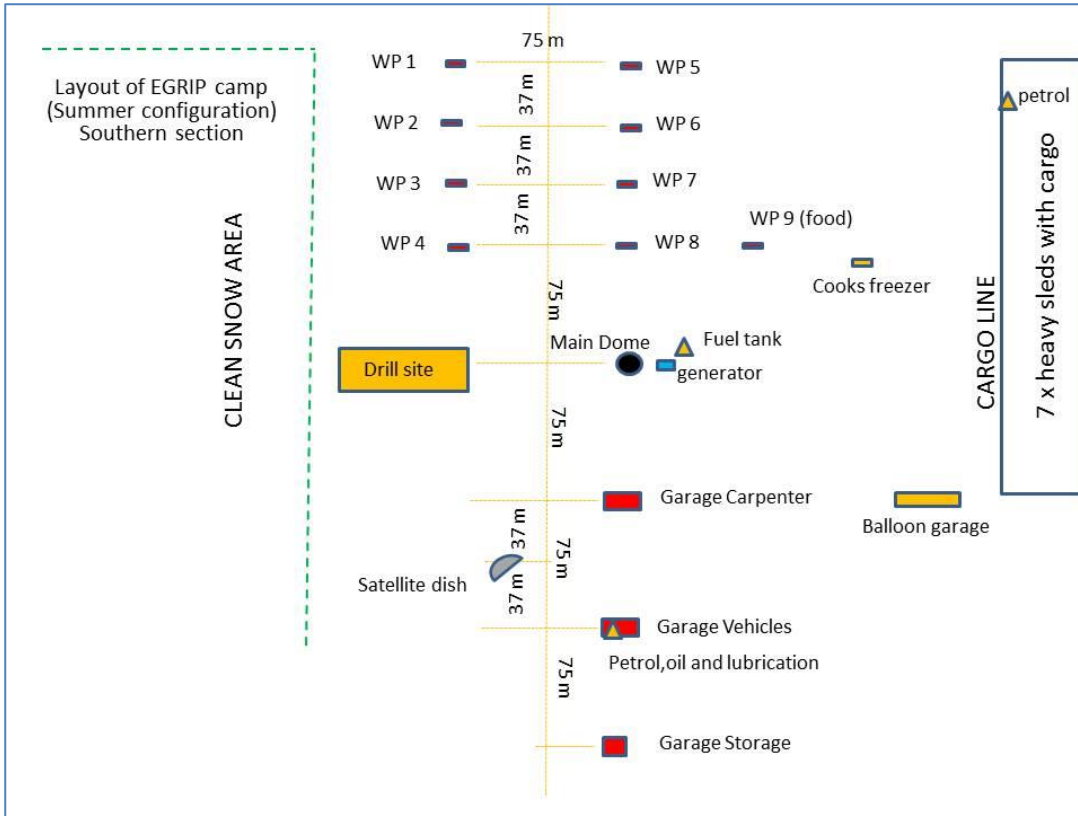 75 m
WP 1
WP 5
Layout of EGRIP camp
(Summer configuration)
Southern section
37 m
petrol
WP 2
WP 6
37 m
WP 3
WP 7
37 m
WP 4
WP 8
WP 9 (food)
Cooks freezer
CLEAN SNOW AREA
CARGO LINE
7 x heavy sleds with cargo
75 m
Main Dome
Fuel tank
generator
Drill site
75 m
Garage Carpenter
Balloon garage
37 m
75 m
Satellite dish
37 m
Garage Vehicles
Petrol,oil and lubrication
75 m
Garage Storage